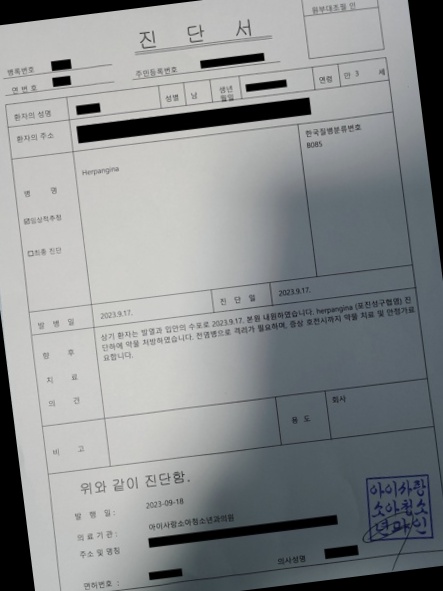 원부대조필 인
진 단 서
병록번호
연 번 호
주민등록번호
환자의 성명
성별 남
생년
월일
연령 만 3 세
환자의 주소
병 명
☑임상적추정
☐최종 진단
Herpangina
한국질병분류번호
B085
발 병 일 2023.9.17. 진 단 일 2023.9.17.
향 후
치 료
의 견
상기 환자는 발열과 입안의 수포로 2023.9.17. 본원 내원하였습니다. herpangina (포진성구협염) 진
단하에 약을 처방하였습니다. 전염병으로 격리가 필요하며, 증상 호전시까지 약물 치료 및 안정가료
요합니다.
비 고
용 도
회사
위와 같이 진단함.
발 행 일 : 2023-09-18
의료기관 : 아이사랑소아청소년과의원
주소 및 명칭
면허번호 :
의사성명
아이사랑
소아청소
년과인